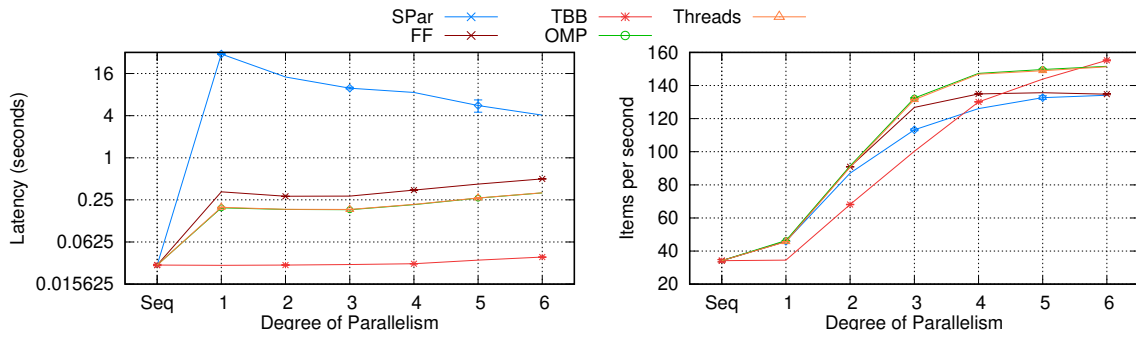 SPar TBB Threads
FF OMP
Latency (seconds)
16
4
1
0.25
0.0625
0.015625
Seq 1 2 3 4 5 6
Degree of Parallelism
Items per second
160
140
120
100
80
60
40
20
Seq 1 2 3 4 5 6
Degree of Parallelism